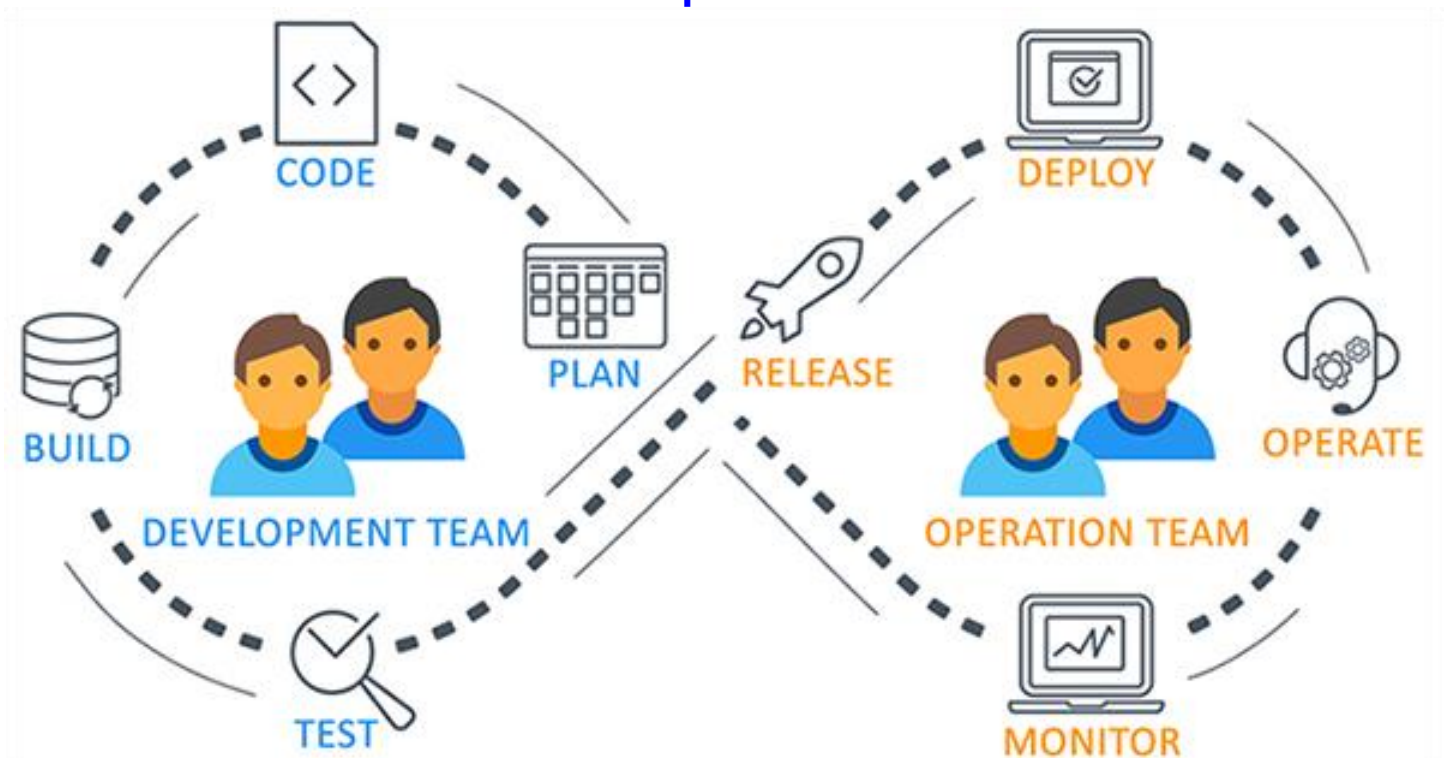 CODE
DEPLOY
PLAN
RELEASE
BUILD
OPERATE
DEVELOPMENT TEAM
OPERATION TEAM
TEST
MONITOR